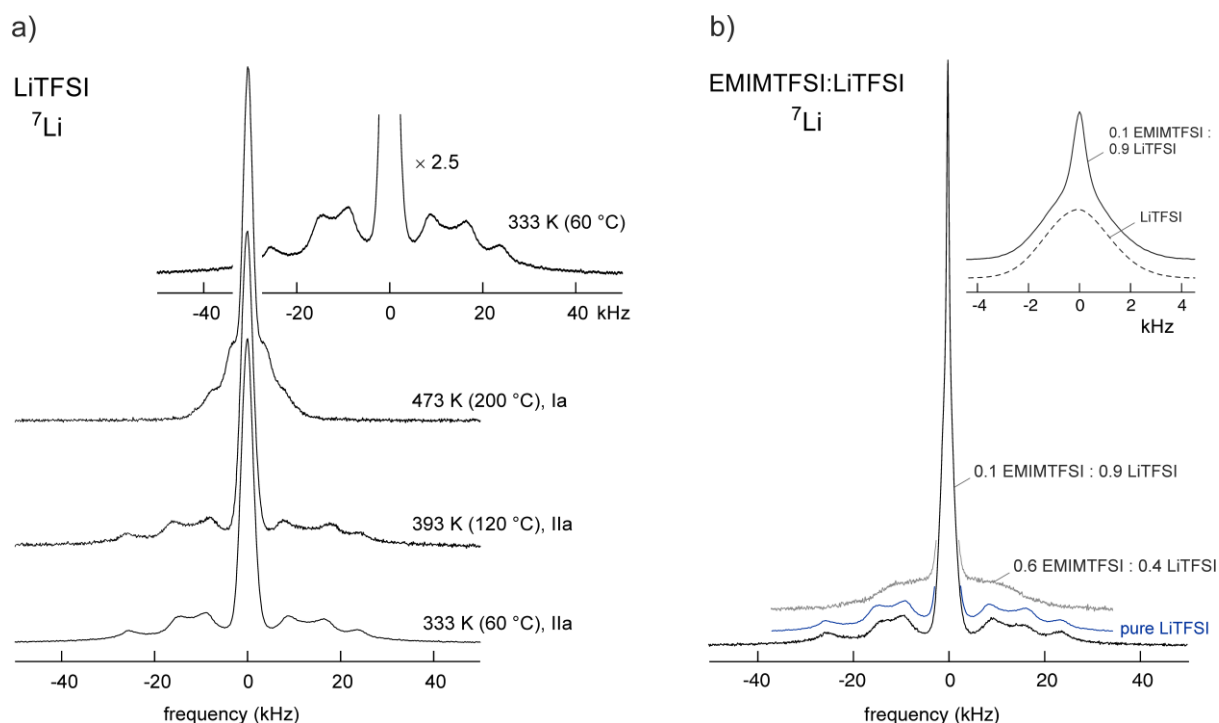 a)
LiTFSI
⁷Li
× 2.5
333 K (60 °C)
-40
-20
0
20
40 kHz
473 K (200 °C), Ia
393 K (120 °C), IIa
333 K (60 °C), IIa
-40
-20
0
20
40
frequency (kHz)
b)
EMIMTFSI:LiTFSI
⁷Li
0.1 EMIMTFSI :
0.9 LiTFSI
LiTFSI
-4
-2
0
2
4
kHz
0.1 EMIMTFSI : 0.9 LiTFSI
0.6 EMIMTFSI : 0.4 LiTFSI
pure LiTFSI
-40
-20
0
20
40
frequency (kHz)